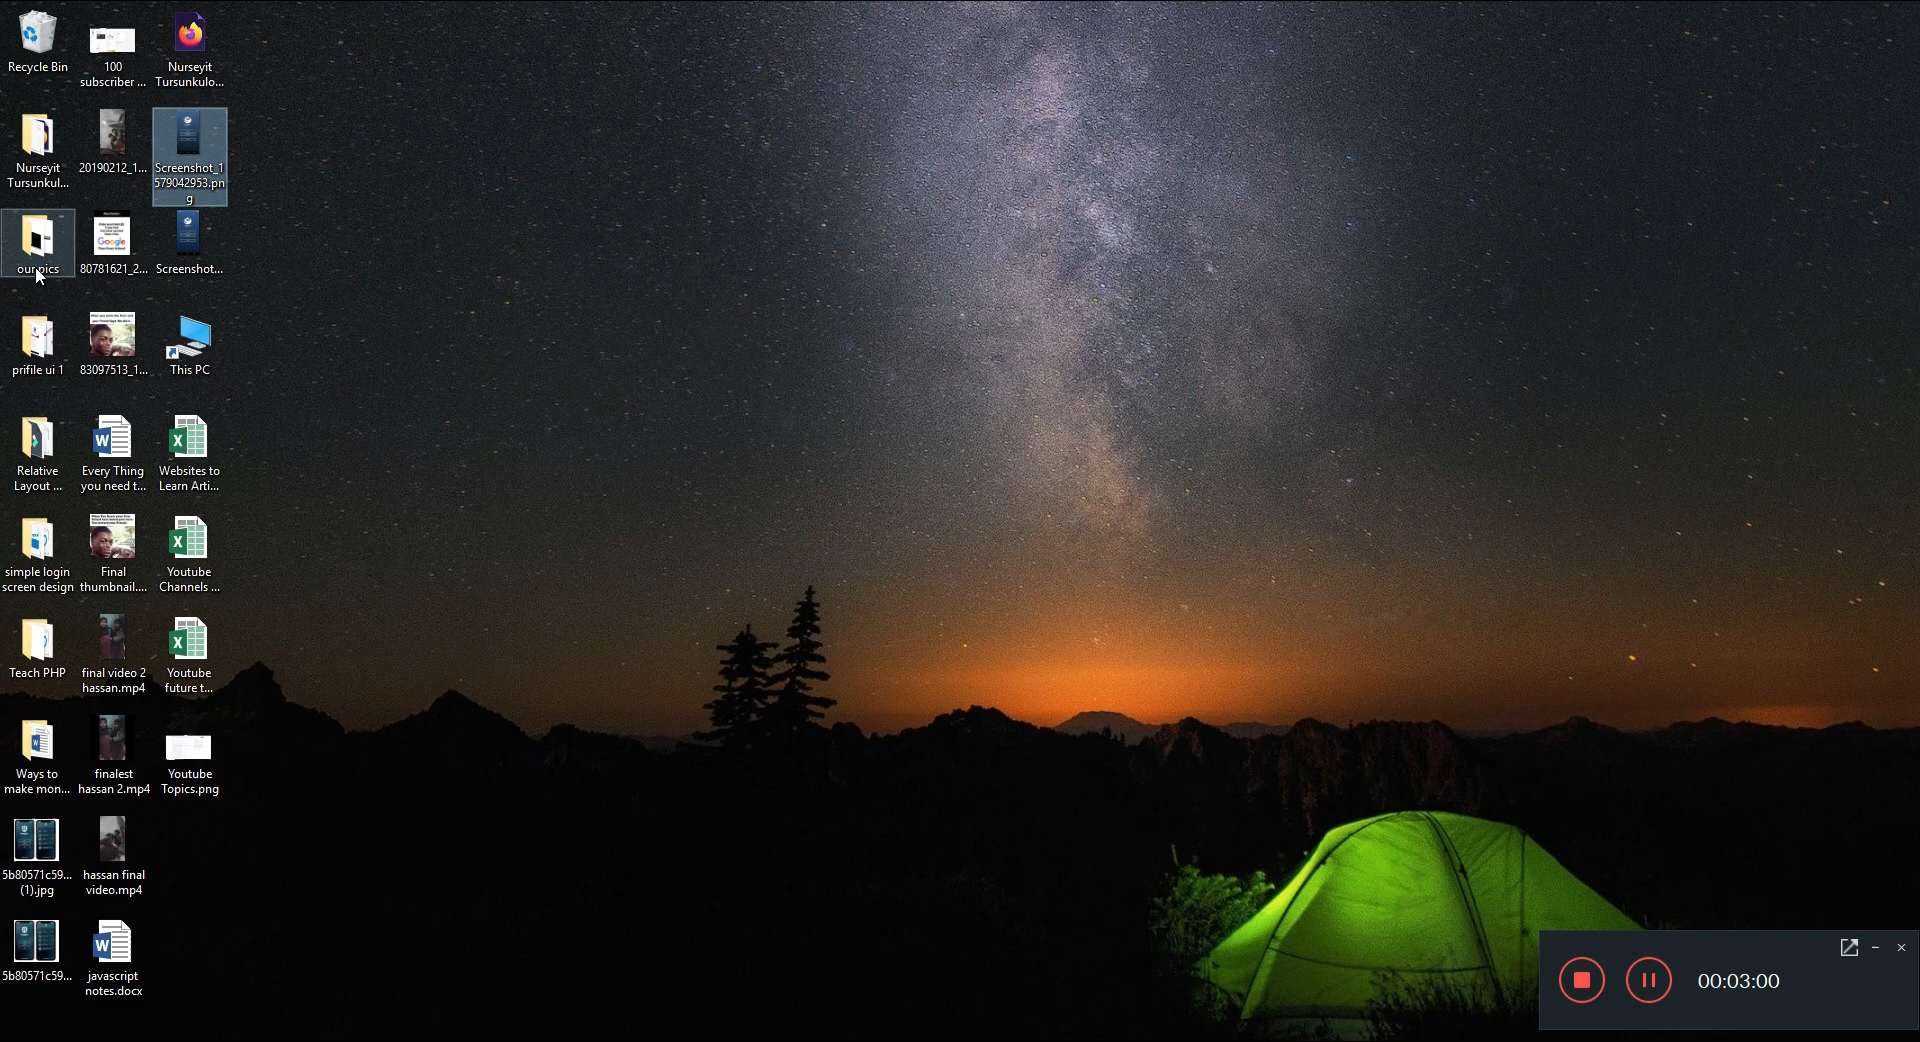 Recycle Bin
100
subscriber ...
Nurseyit
Tursunkulo...
Nurseyit
Tursunkul...
20190212_1...
Screenshot_1
579042953.pn
g
our pics
80781621_2...
Google
Screenshot...
prifile ui 1
83097513_1...
This PC
Relative
Layout ...
Every Thing
you need t...
Websites to
Learn Arti...
simple login
screen design
Final
thumbnail....
Youtube
Channels ...
Teach PHP
final video 2
hassan.mp4
Youtube
future t...
Ways to
make mon...
finalest
hassan 2.mp4
Youtube
Topics.png
5b80571c59...
(1).jpg
hassan final
video.mp4
5b80571c59...
javascript
notes.docx
00:03:00